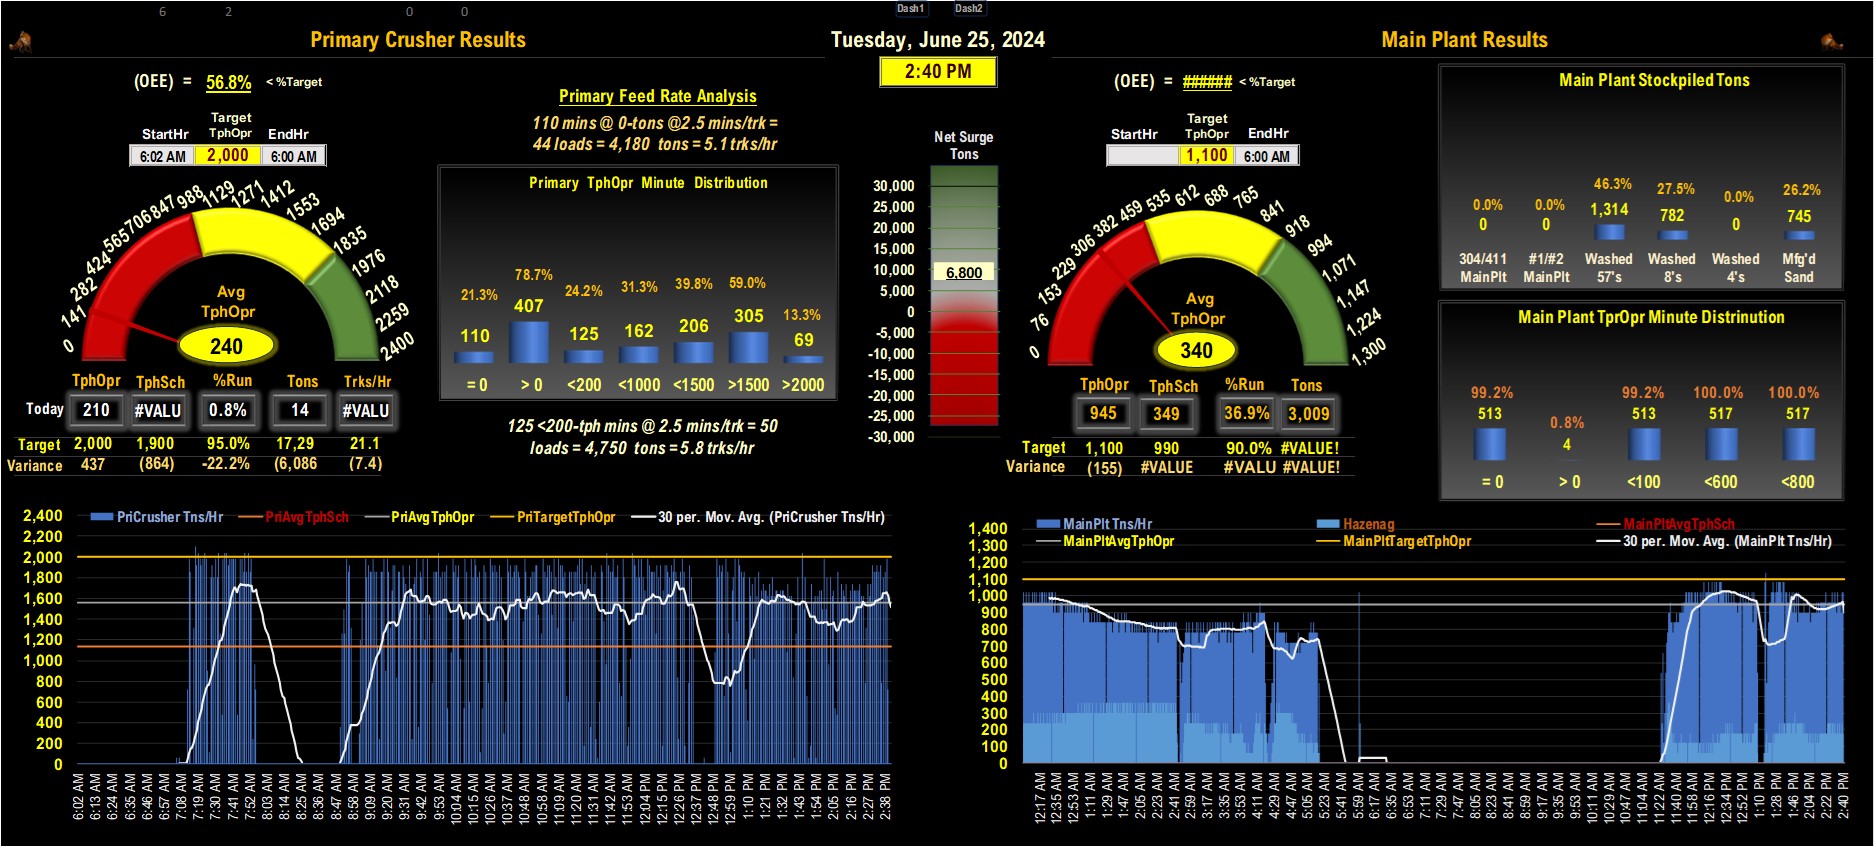 6 2 0 0 Dash1 Dash2
Primary Crusher Results
Tuesday, June 25, 2024
Main Plant Results
2:40 PM
(OEE) = 56.8% < %Target
Target
StartHr TphOpr EndHr
6:02 AM 2,000 6:00 AM
0 141 282 424 565 706 847 988 1129 1271 1412 1553 1694 1835 1976 2118 2259 2400
Avg
TphOpr
240
TphOpr TphSch %Run Tons Trks/Hr
Today 210 #VALU 0.8% 14 #VALU
Target 2,000 1,900 95.0% 17,29 21.1
Variance 437 (864) -22.2% (6,086 (7.4)
Primary Feed Rate Analysis
110 mins @ 0-tons @2.5 mins/trk =
44 loads = 4,180 tons = 5.1 trks/hr
Primary TphOpr Minute Distribution
21.3% 78.7% 24.2% 31.3% 39.8% 59.0% 13.3%
110 407 125 162 206 305 69
= 0 > 0 <200 <1000 <1500 >1500 >2000
125 <200-tph mins @ 2.5 mins/trk = 50
loads = 4,750 tons = 5.8 trks/hr
Net Surge
Tons
30,000
25,000
20,000
15,000
10,000
6,800
5,000
0
-5,000
-10,000
-15,000
-20,000
-25,000
-30,000
(OEE) = ###### < %Target
Target
StartHr TphOpr EndHr
1,100 6:00 AM
0 76 153 229 306 382 459 535 612 688 765 841 918 994 1,071 1,147 1,224 1,300
Avg
TphOpr
340
TphOpr TphSch %Run Tons
945 349 36.9% 3,009
Target 1,100 990 90.0% #VALUE!
Variance (155) #VALUE #VALU #VALUE!
Main Plant Stockpiled Tons
0.0% 0.0% 46.3% 27.5% 0.0% 26.2%
0 0 1,314 782 0 745
304/411 #1/#2 Washed Washed Washed Mfg'd
MainPlt MainPlt 57's 8's 4's Sand
Main Plant TprOpr Minute Distrinution
99.2% 0.8% 99.2% 100.0% 100.0%
513 4 513 517 517
= 0 > 0 <100 <600 <800
PriCrusher Tns/Hr PriAvgTphSch PriAvgTphOpr PriTargetTphOpr 30 per. Mov. Avg. (PriCrusher Tns/Hr)
2,400
2,200
2,000
1,800
1,600
1,400
1,200
1,000
800
600
400
200
0
6:02 AM 6:13 AM 6:24 AM 6:35 AM 6:46 AM 6:57 AM 7:08 AM 7:19 AM 7:30 AM 7:41 AM 7:52 AM 8:03 AM 8:14 AM 8:25 AM 8:36 AM 8:47 AM 8:58 AM 9:09 AM 9:20 AM 9:31 AM 9:42 AM 9:53 AM 10:04 AM 10:15 AM 10:26 AM 10:37 AM 10:48 AM 10:58 AM 11:09 AM 11:20 AM 11:31 AM 11:42 AM 11:53 AM 12:04 PM 12:15 PM 12:26 PM 12:37 PM 12:48 PM 12:59 PM 1:10 PM 1:21 PM 1:32 PM 1:43 PM 1:54 PM 2:05 PM 2:16 PM 2:27 PM 2:38 PM
MainPlt Tns/Hr Hazenag MainPltAvgTphSch
MainPltAvgTphOpr MainPltTargetTphOpr 30 per. Mov. Avg. (MainPlt Tns/Hr)
1,400
1,300
1,200
1,100
1,000
900
800
700
600
500
400
300
200
100
0
12:17 AM 12:35 AM 12:53 AM 1:11 AM 1:29 AM 1:47 AM 2:05 AM 2:23 AM 2:41 AM 2:59 AM 3:17 AM 3:35 AM 3:53 AM 4:11 AM 4:29 AM 4:47 AM 5:05 AM 5:23 AM 5:41 AM 5:59 AM 6:17 AM 6:35 AM 6:53 AM 7:11 AM 7:29 AM 7:47 AM 8:05 AM 8:23 AM 8:41 AM 8:59 AM 9:17 AM 9:35 AM 9:53 AM 10:11 AM 10:29 AM 10:47 AM 11:04 AM 11:22 AM 11:40 AM 11:58 AM 12:16 PM 12:34 PM 12:52 PM 1:10 PM 1:28 PM 1:46 PM 2:04 PM 2:22 PM 2:40 PM